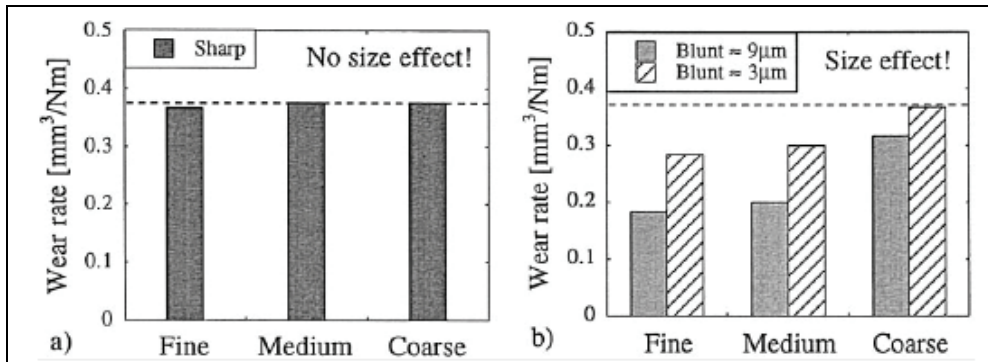 0.5
0.4
0.3
0.2
0.1
0
Wear rate [mm³/Nm]
Sharp
No size effect!
a)
Fine Medium Coarse
0.5
0.4
0.3
0.2
0.1
0
Wear rate [mm³/Nm]
Blunt ≈ 9μm
Blunt ≈ 3μm
Size effect!
b)
Fine Medium Coarse